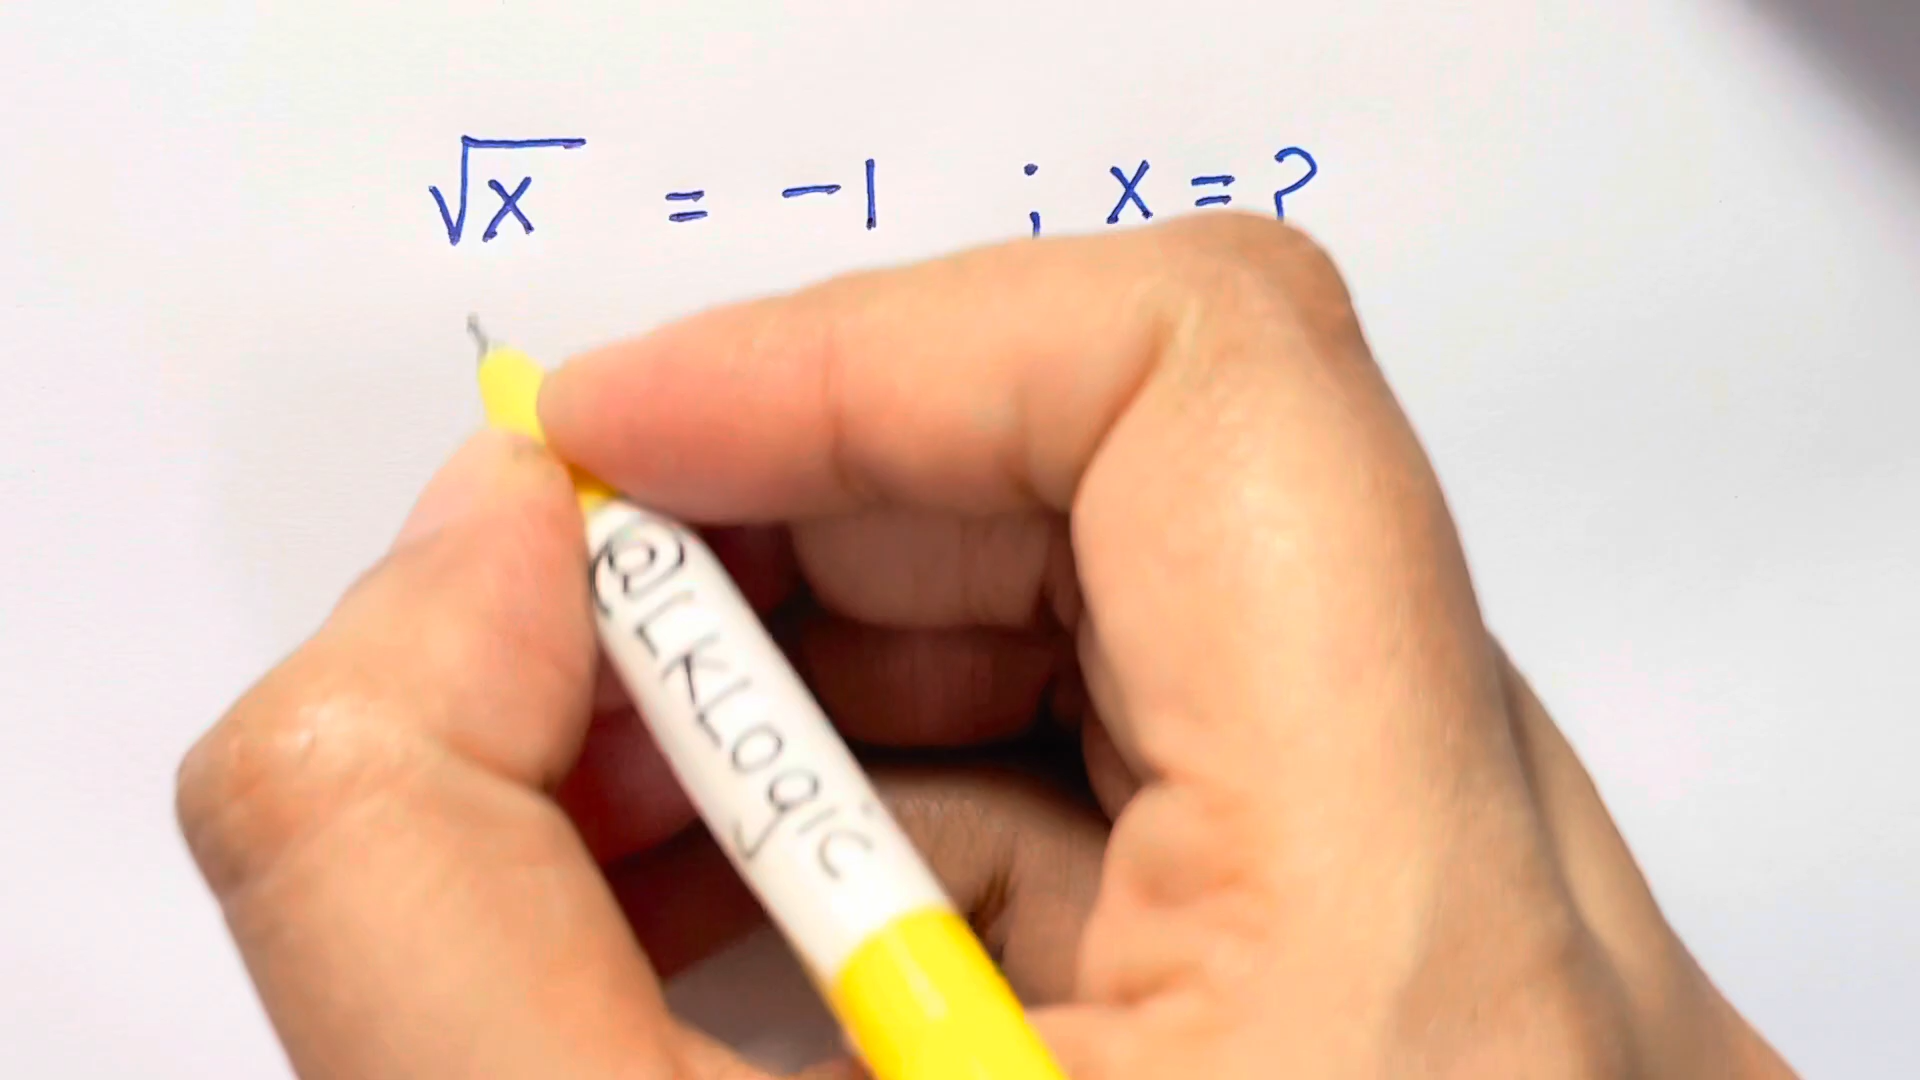 √x = -1 ; x = ?
@LKLogic